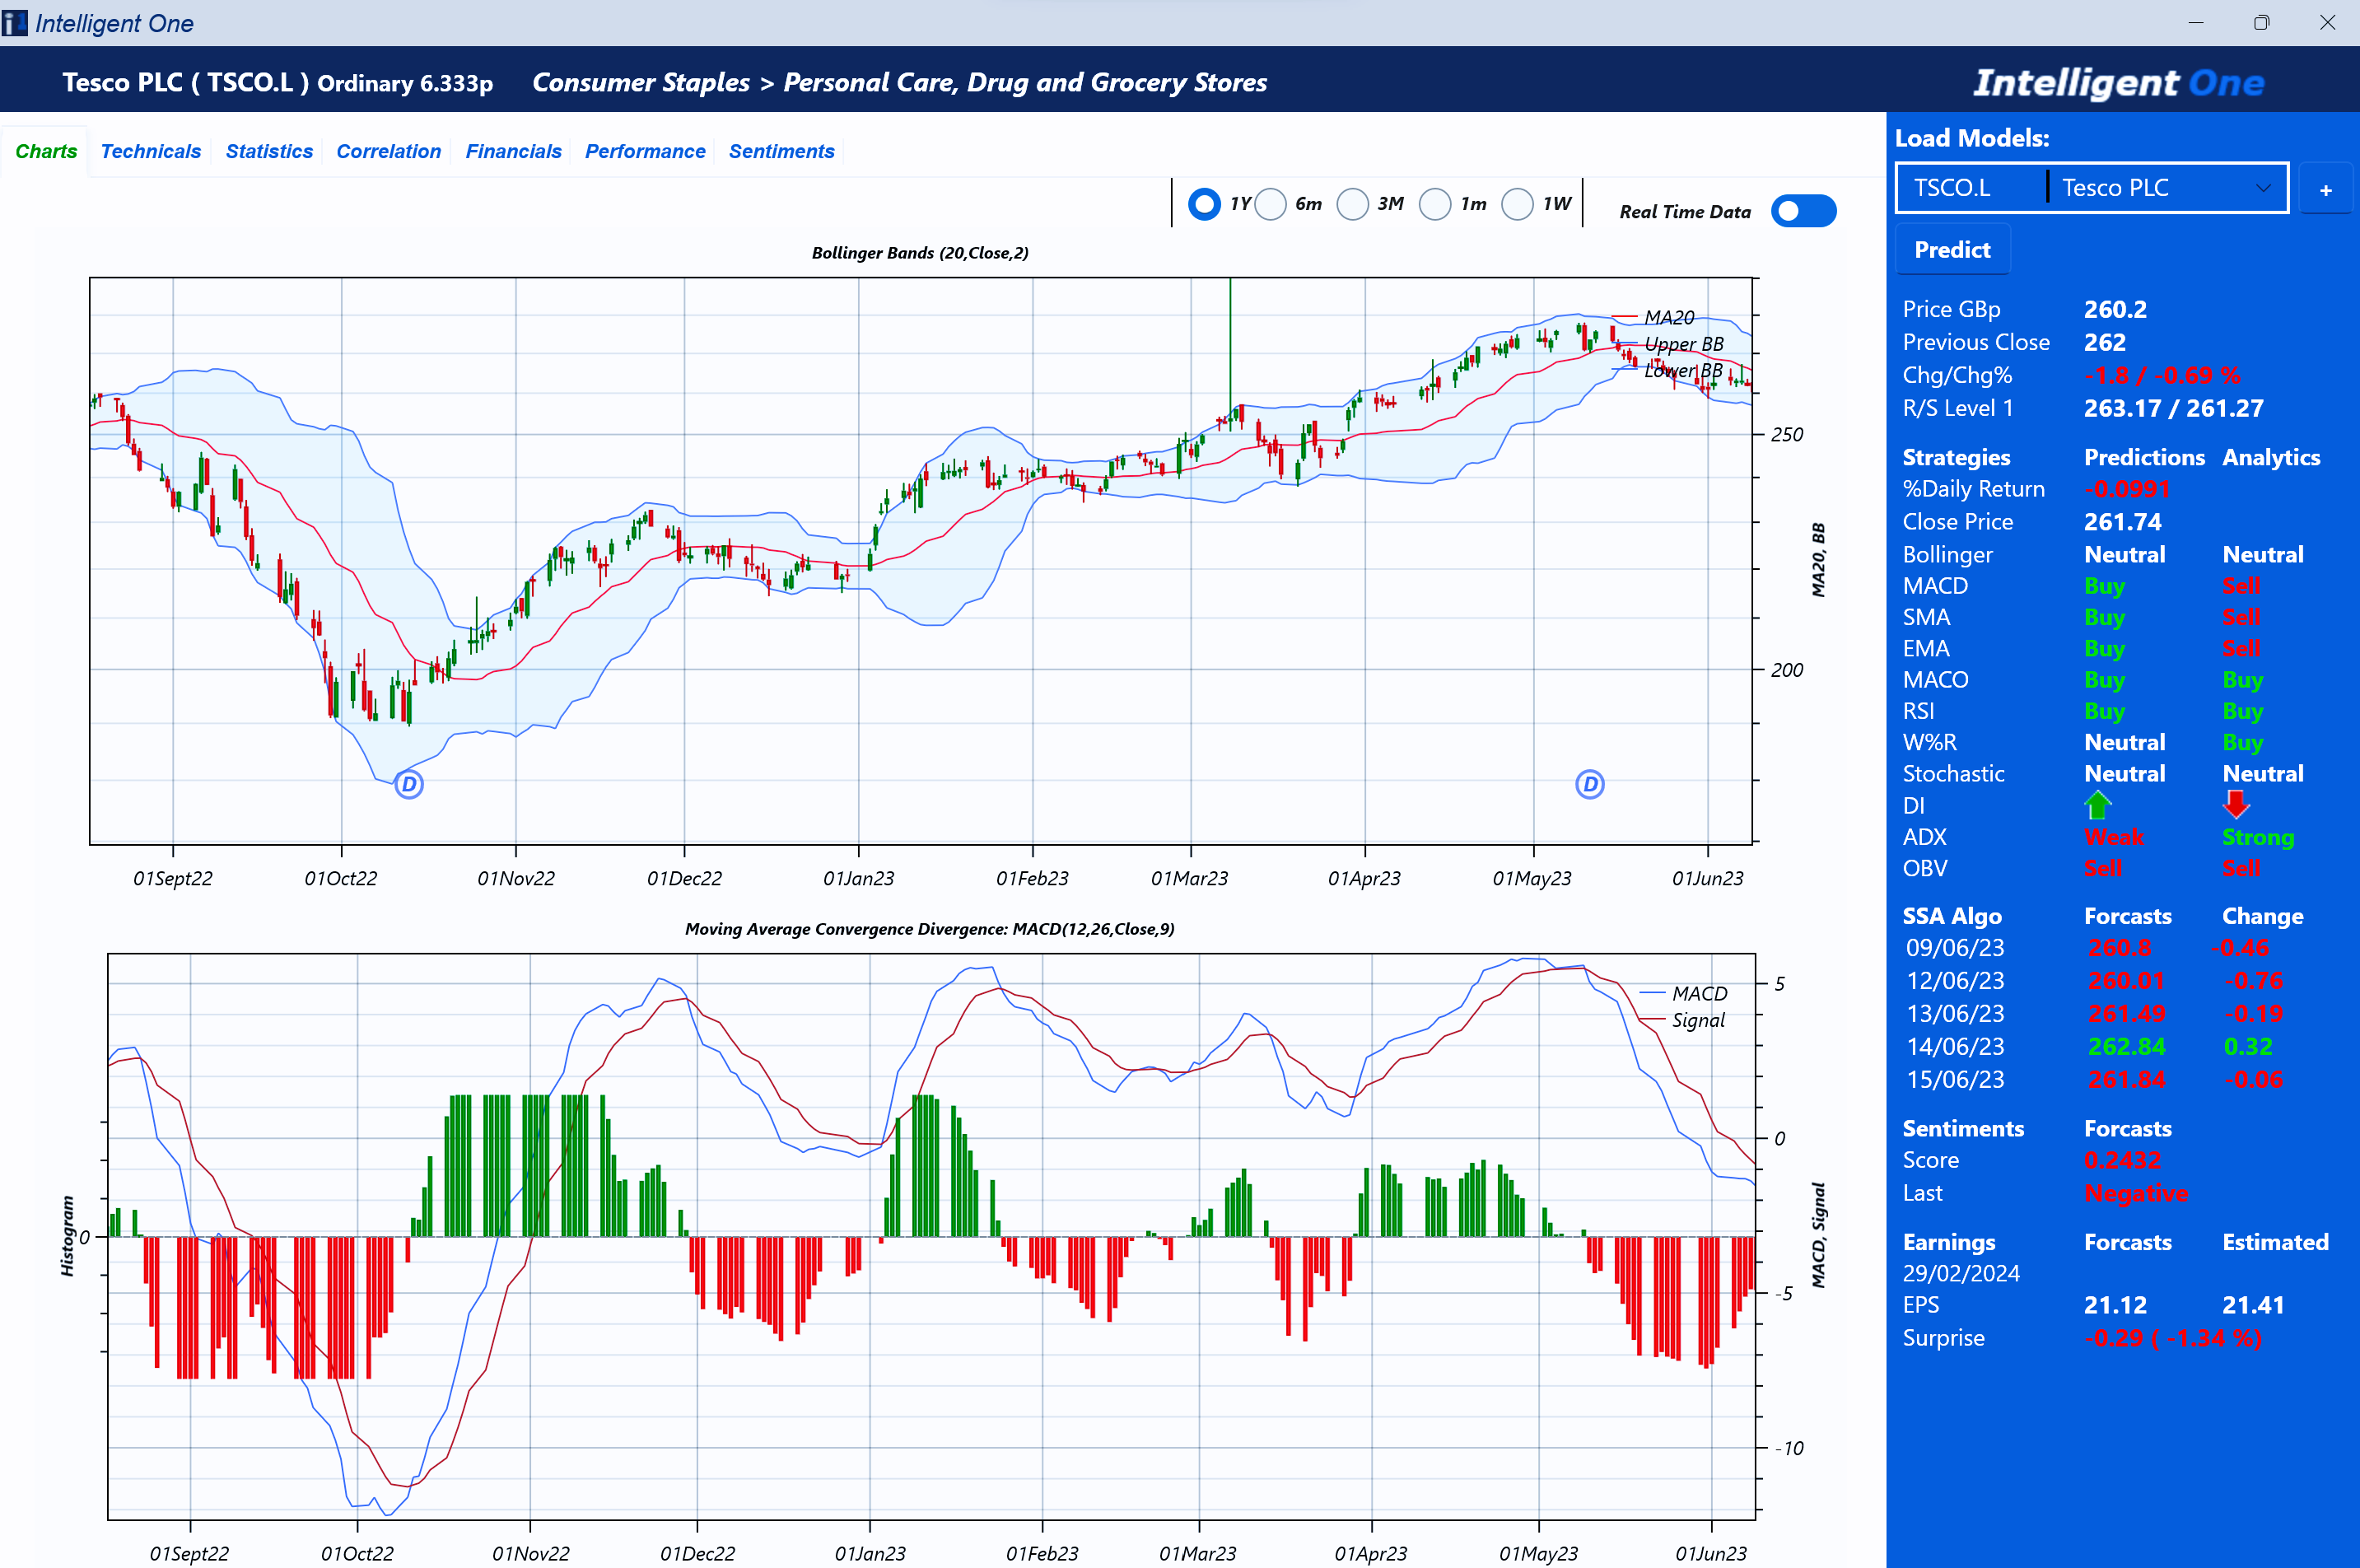 Intelligent One
Tesco PLC ( TSCO.L ) Ordinary 6.333p Consumer Staples > Personal Care, Drug and Grocery Stores
Intelligent One
Charts Technicals Statistics Correlation Financials Performance Sentiments
1Y 6m 3M 1m 1W Real Time Data
Bollinger Bands (20,Close,2)
MA20
Upper BB
Lower BB
250
200
MA20, BB
D D
01Sept22 01Oct22 01Nov22 01Dec22 01Jan23 01Feb23 01Mar23 01Apr23 01May23 01Jun23
Moving Average Convergence Divergence: MACD(12,26,Close,9)
MACD
Signal
5
0
-5
-10
0
Histogram
MACD, Signal
01Sept22 01Oct22 01Nov22 01Dec22 01Jan23 01Feb23 01Mar23 01Apr23 01May23 01Jun23
Load Models:
TSCO.L Tesco PLC +
Predict
Price GBp 260.2
Previous Close 262
Chg/Chg% -1.8 / -0.69 %
R/S Level 1 263.17 / 261.27
Strategies Predictions Analytics
%Daily Return -0.0991
Close Price 261.74
Bollinger Neutral Neutral
MACD Buy Sell
SMA Buy Sell
EMA Buy Sell
MACO Buy Buy
RSI Buy Buy
W%R Neutral Buy
Stochastic Neutral Neutral
DI
ADX Weak Strong
OBV Sell Sell
SSA Algo Forcasts Change
09/06/23 260.8 -0.46
12/06/23 260.01 -0.76
13/06/23 261.49 -0.19
14/06/23 262.84 0.32
15/06/23 261.84 -0.06
Sentiments Forcasts
Score 0.2432
Last Negative
Earnings Forcasts Estimated
29/02/2024
EPS 21.12 21.41
Surprise -0.29 ( -1.34 %)